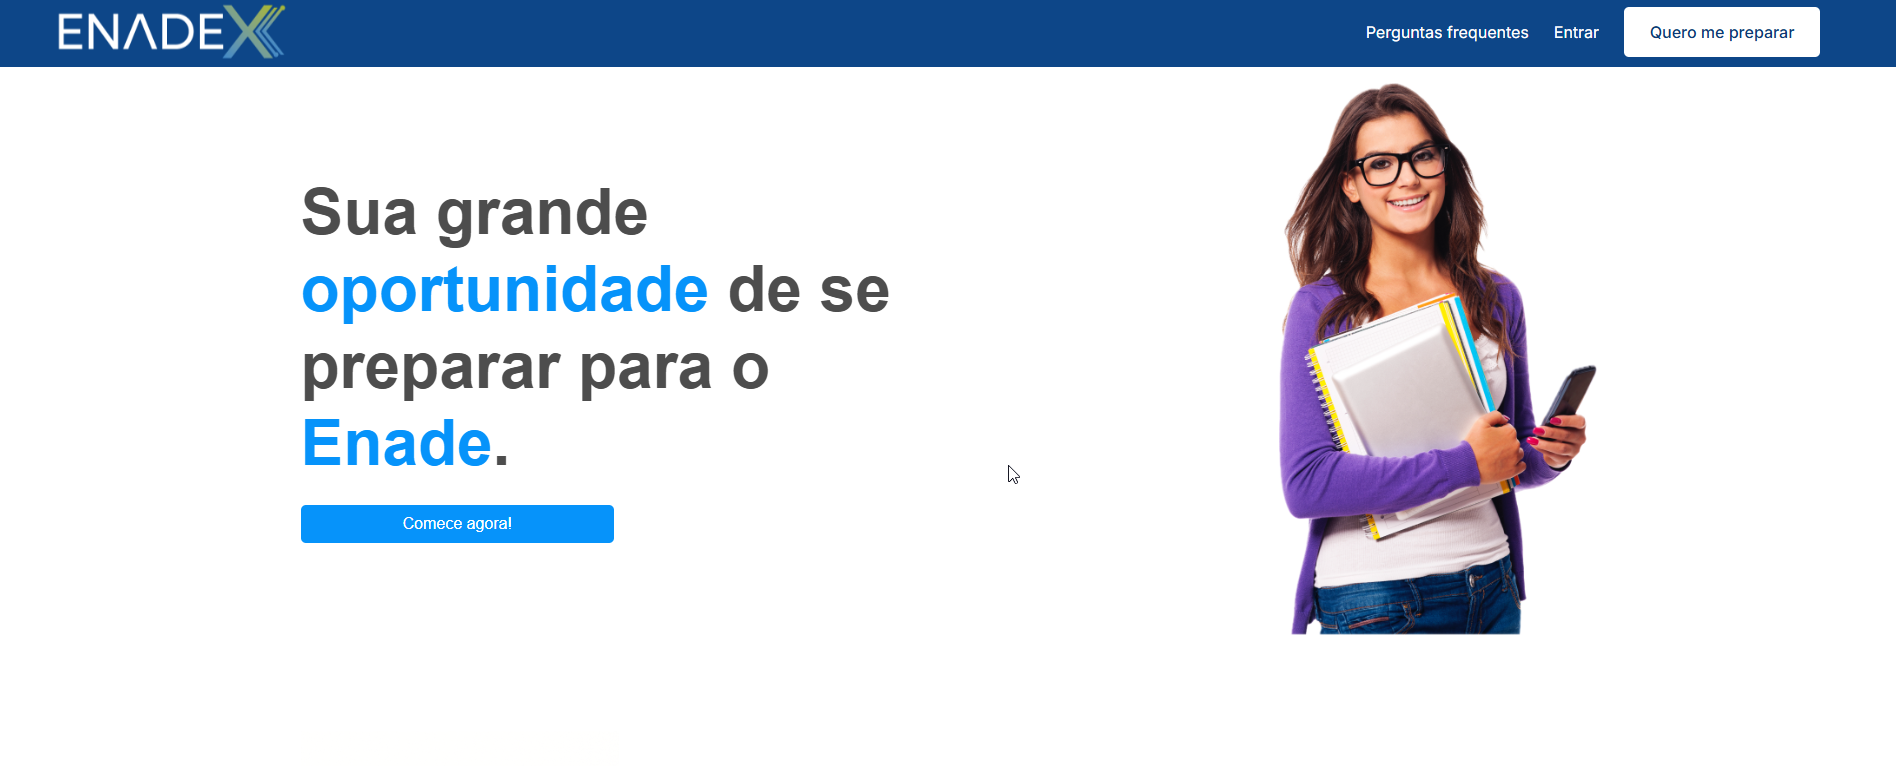 ENADEX
Perguntas frequentes
Entrar
Quero me preparar
Sua grande
oportunidade de se
preparar para o
Enade.
Comece agora!